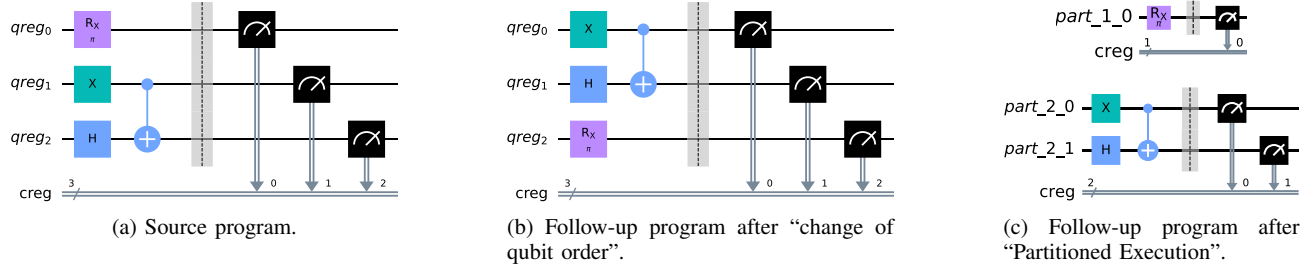 qreg0
RX
π
qreg1
X
qreg2
H
creg
3
0
1
2
(a) Source program.
qreg0
X
qreg1
H
qreg2
RX
π
creg
3
0
1
2
(b) Follow-up program after “change of
qubit order”.
part_1_0
RX
π
creg
1
0
part_2_0
X
part_2_1
H
creg
2
0
1
(c) Follow-up program after
“Partitioned Execution”.